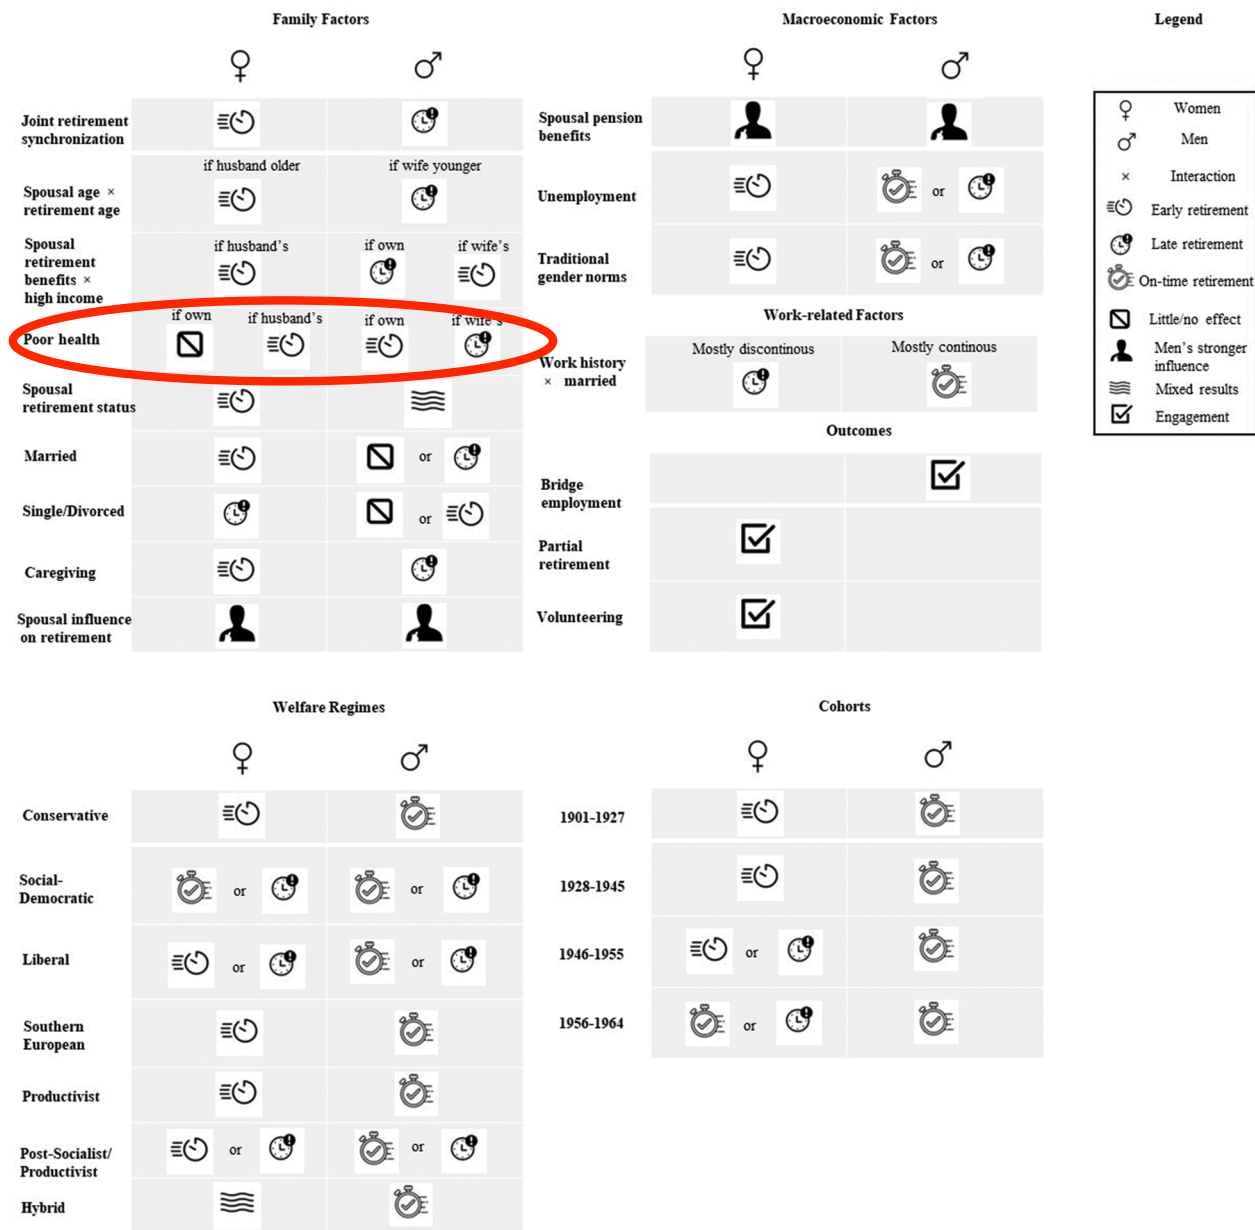 Family Factors
Macroeconomic Factors
Legend
♀ ♂
♀ ♂
Joint retirement
synchronization
if husband older
if wife younger
Spousal age ×
retirement age
Spousal
retirement
benefits ×
high income
if husband's
if own
if wife's
Poor health
if own
if husband's
if own
if wife's
Spousal
retirement status
Married
or
Single/Divorced
or
Caregiving
Spousal influence
on retirement
Spousal pension
benefits
Unemployment
or
Traditional
gender norms
or
Work-related Factors
Mostly discontinous
Mostly continous
Work history
× married
Outcomes
Bridge
employment
Partial
retirement
Volunteering
♀ Women
♂ Men
× Interaction
Early retirement
Late retirement
On-time retirement
Little/no effect
Men's stronger
influence
Mixed results
Engagement
Welfare Regimes
♀ ♂
Conservative
Social-
Democratic
or
or
Liberal
or
or
Southern
European
Productivist
Post-Socialist/
Productivist
or
or
Hybrid
Cohorts
♀ ♂
1901-1927
1928-1945
1946-1955
or
1956-1964
or